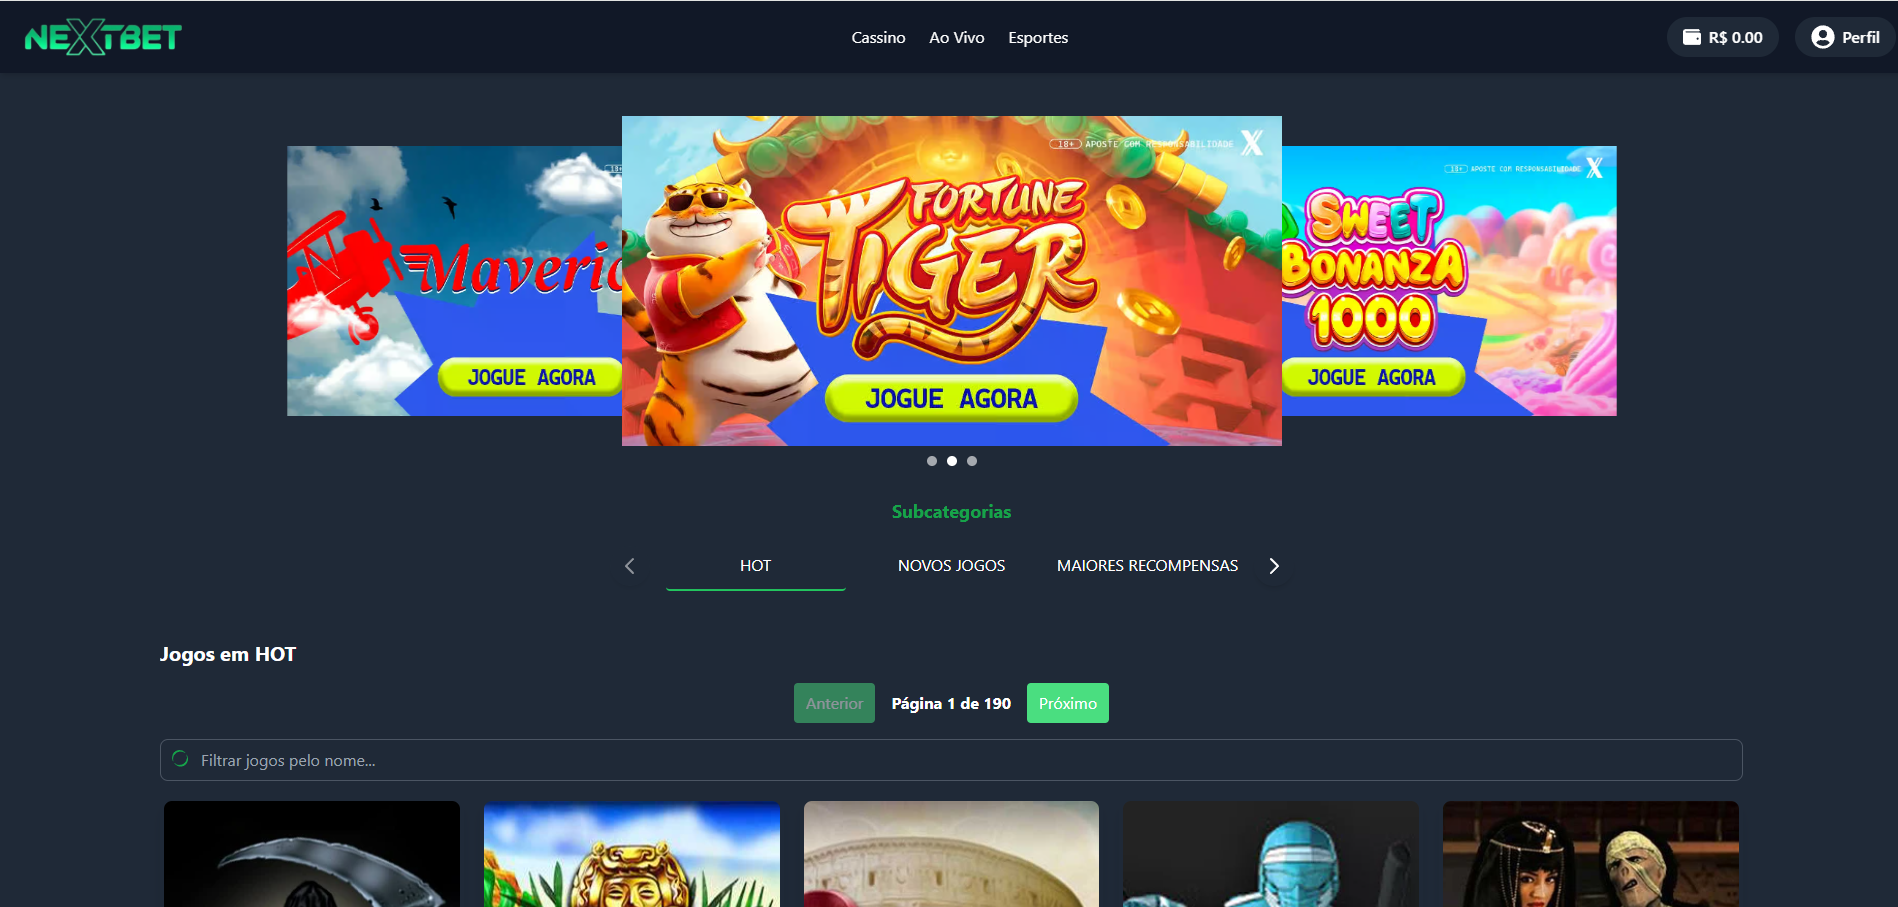 NEXTBET
Cassino Ao Vivo Esportes
R$ 0.00 Perfil
18+ APOSTE COM RESPONSABILIDADE X
FORTUNE
TIGER
JOGUE AGORA
JOGUE AGORA
18+ APOSTE COM RESPONSABILIDADE X
SWEET
BONANZA
1000
JOGUE AGORA
Subcategorias
HOT NOVOS JOGOS MAIORES RECOMPENSAS
Jogos em HOT
Anterior Página 1 de 190 Próximo
Filtrar jogos pelo nome...